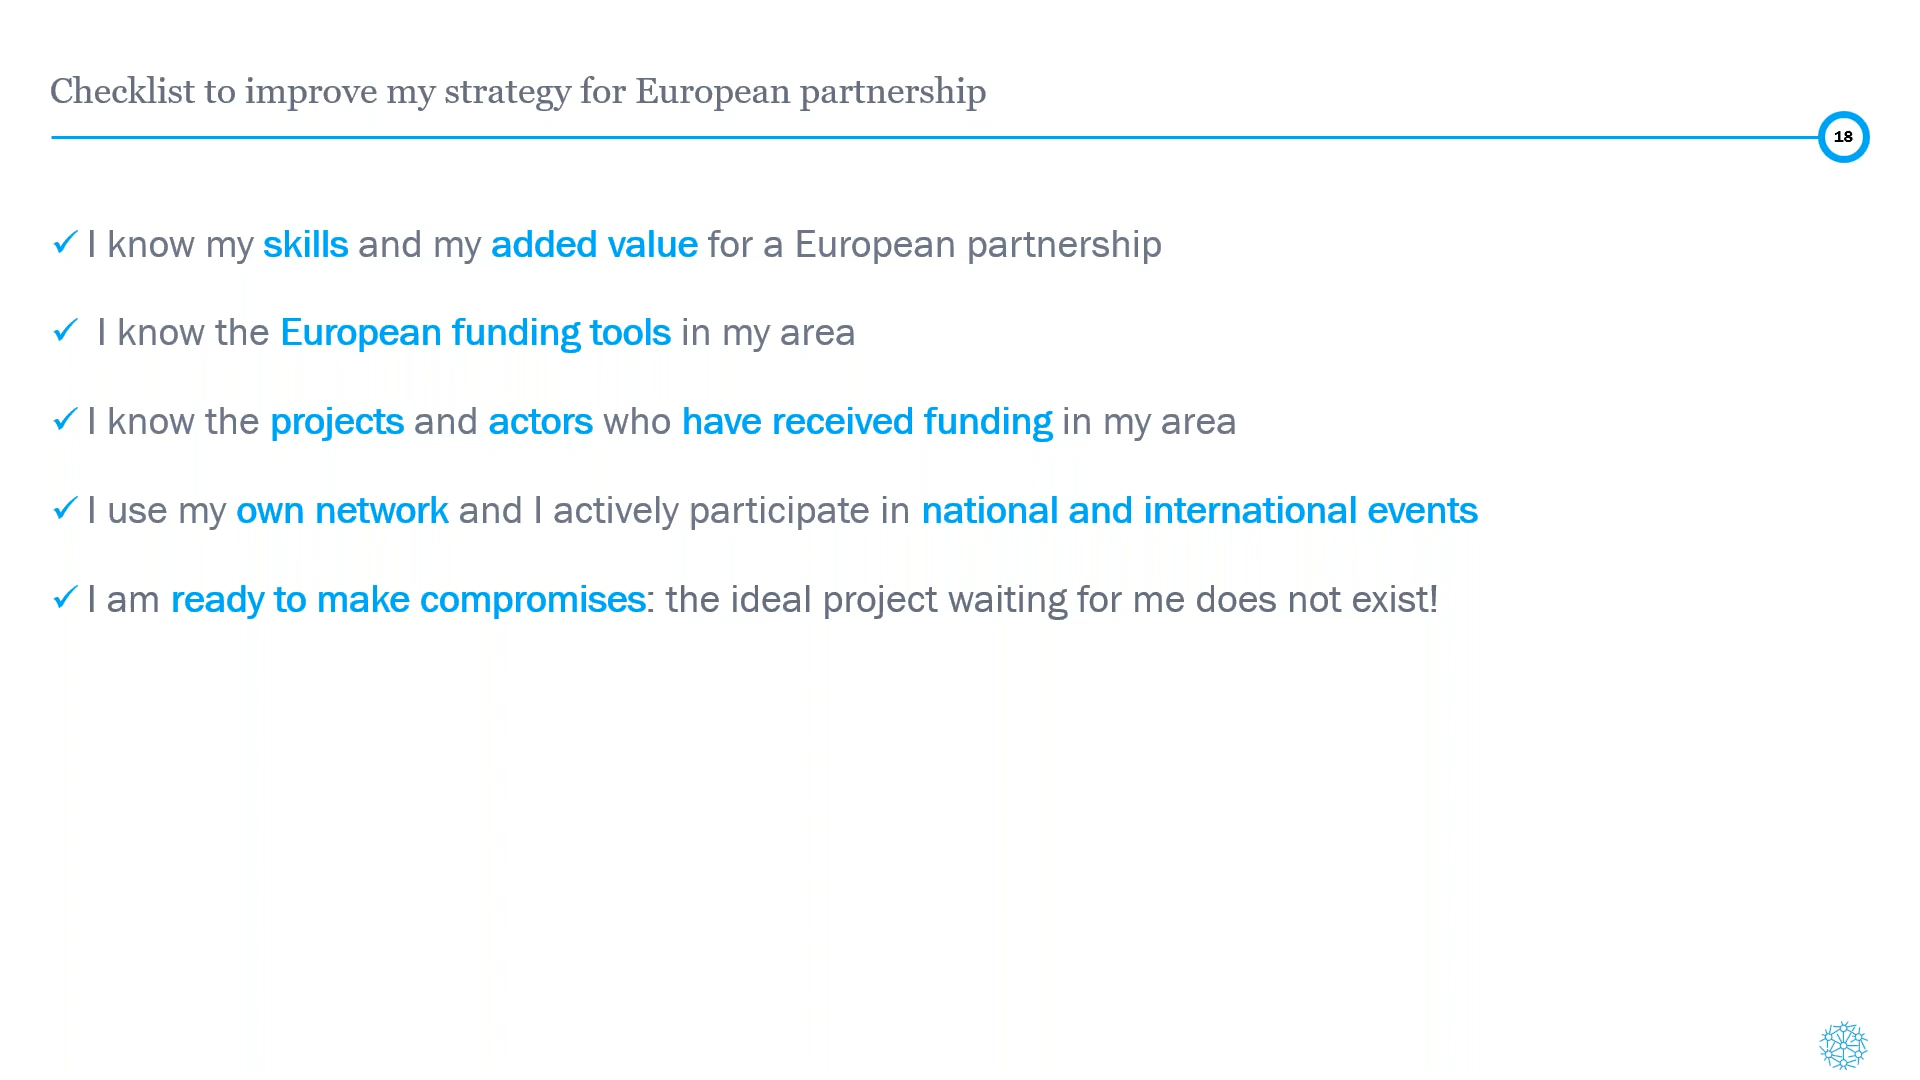 Checklist to improve my strategy for European partnership
18
✓ I know my skills and my added value for a European partnership
✓ I know the European funding tools in my area
✓ I know the projects and actors who have received funding in my area
✓ I use my own network and I actively participate in national and international events
✓ I am ready to make compromises: the ideal project waiting for me does not exist!